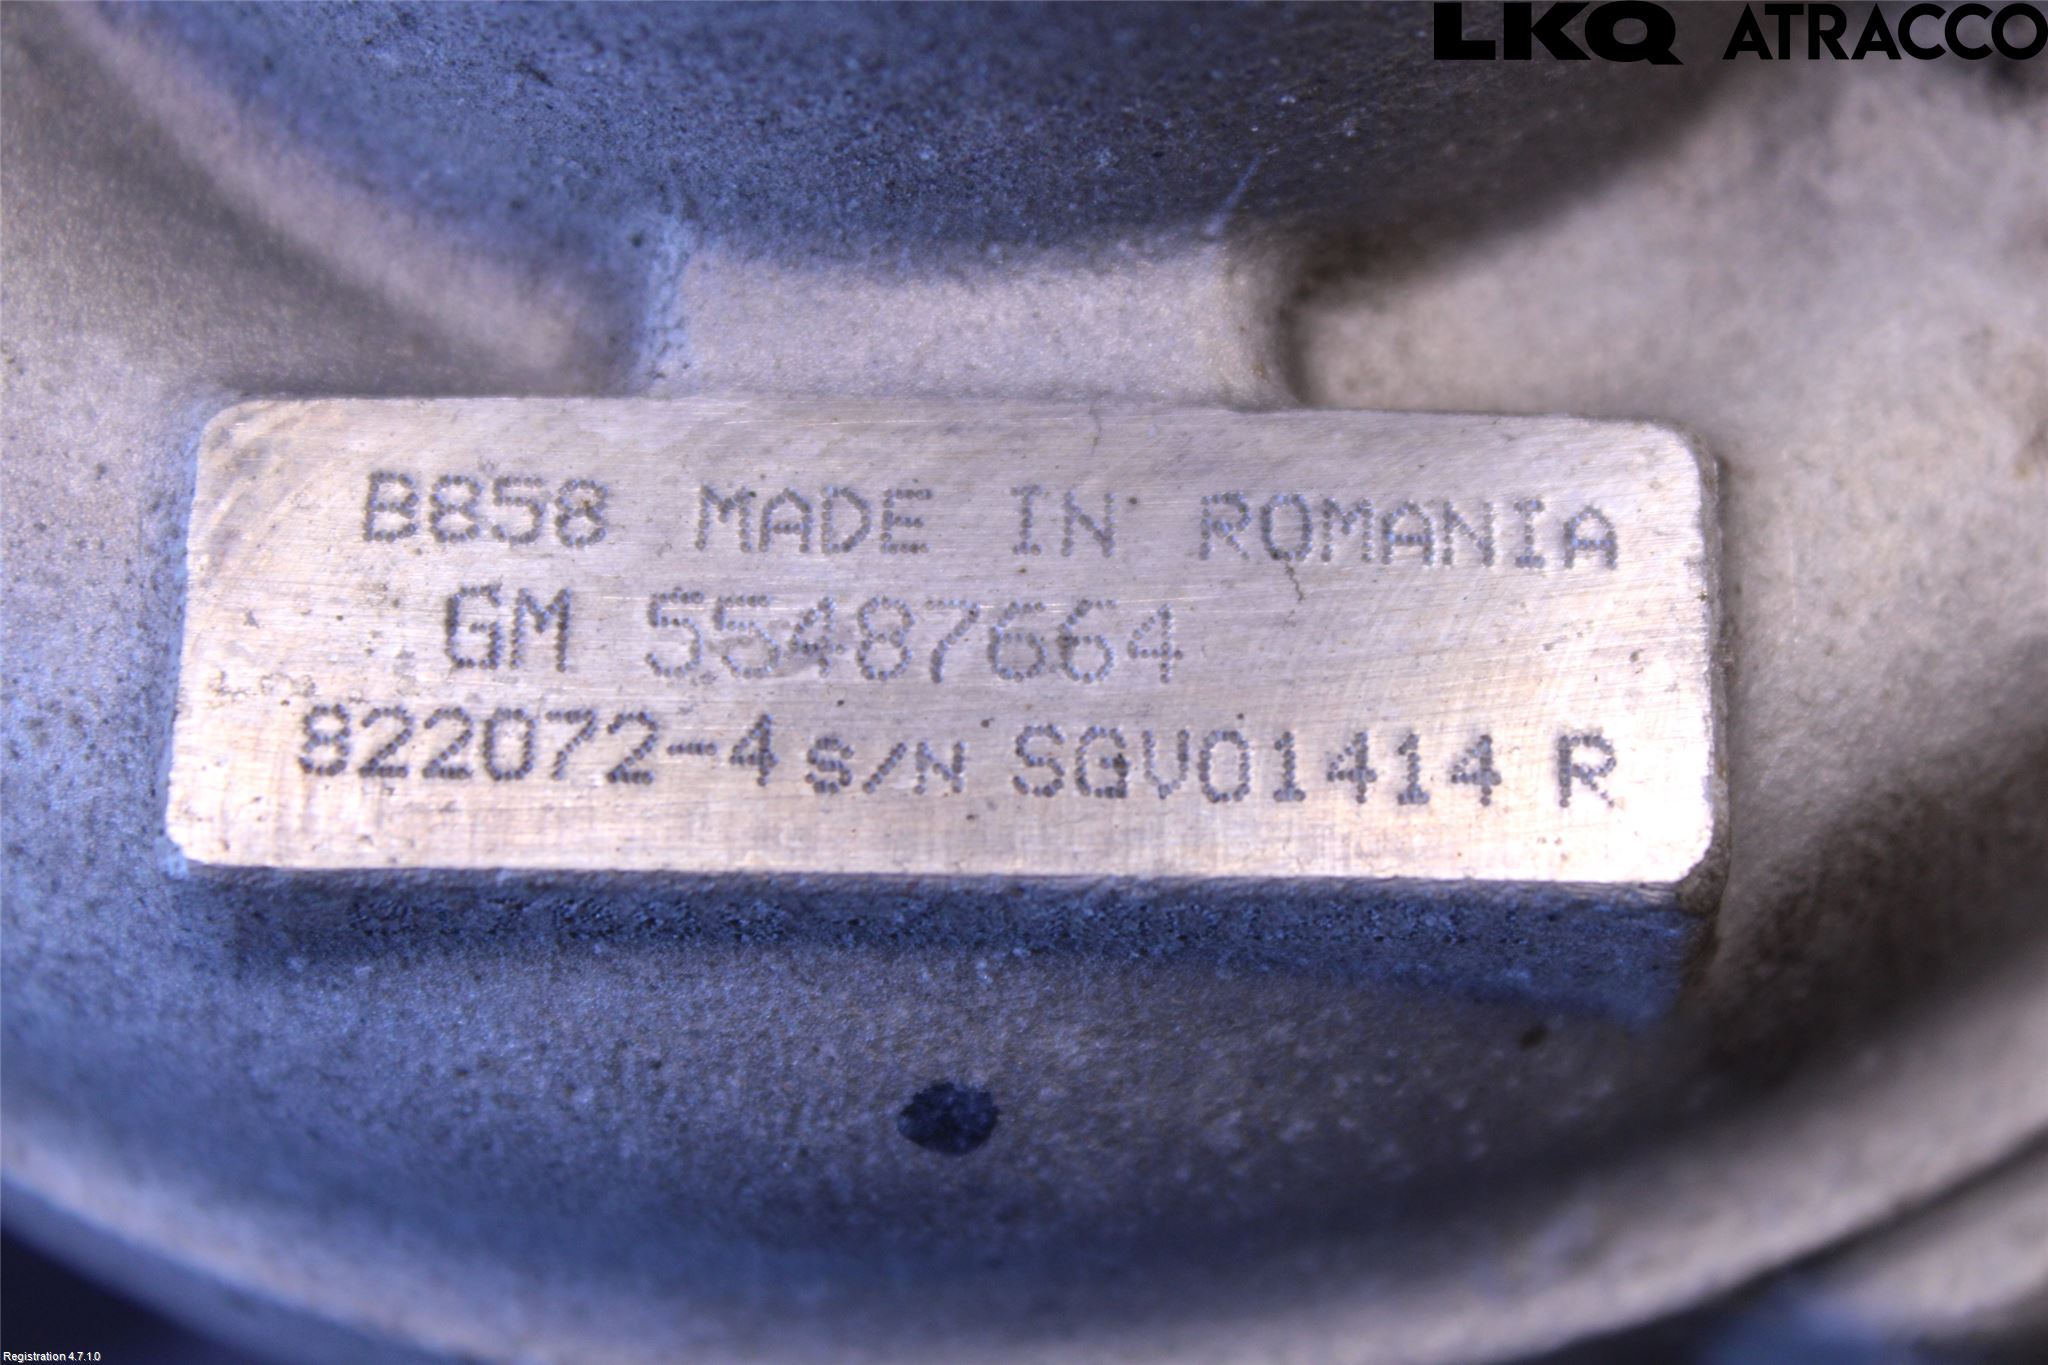 LKQ ATRACCO
B858 MADE IN ROMANIA
GM 55487664
822072-4 S/N SGV01414 R
Registration 4.7.1.0